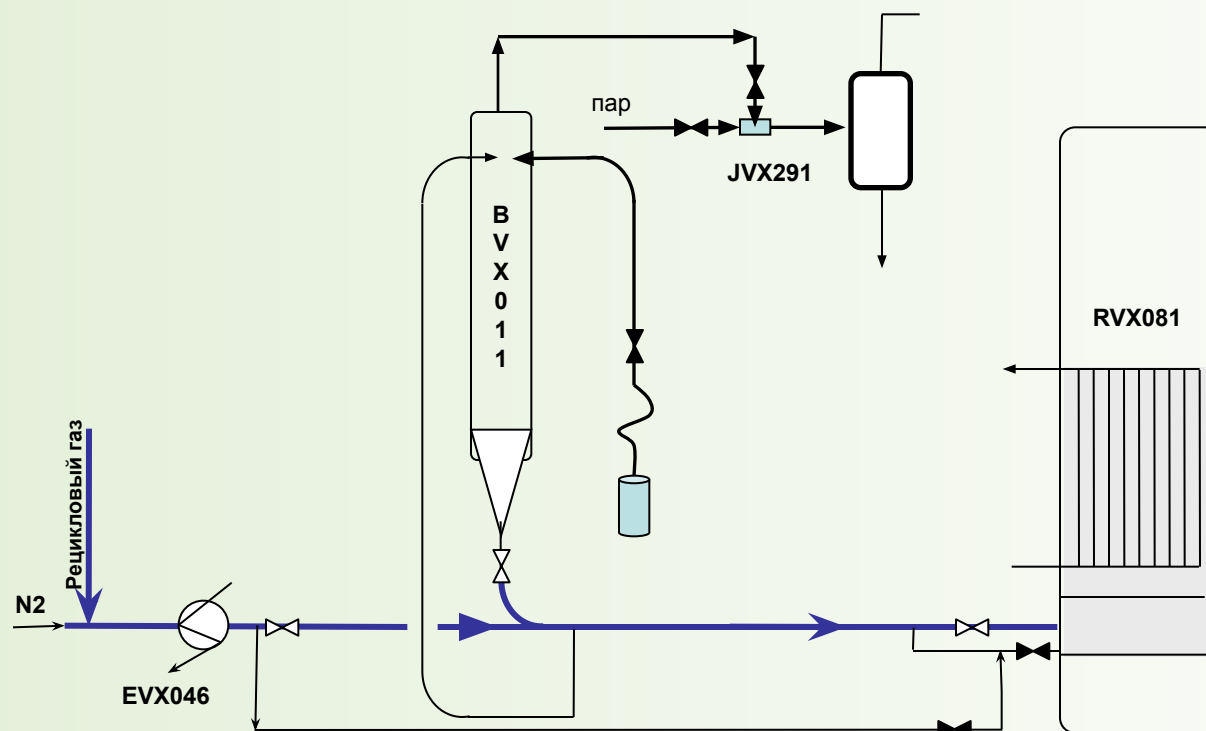 пар
JVX291
B
V
X
0
1
1
RVX081
Рецикловый газ
N2
EVX046